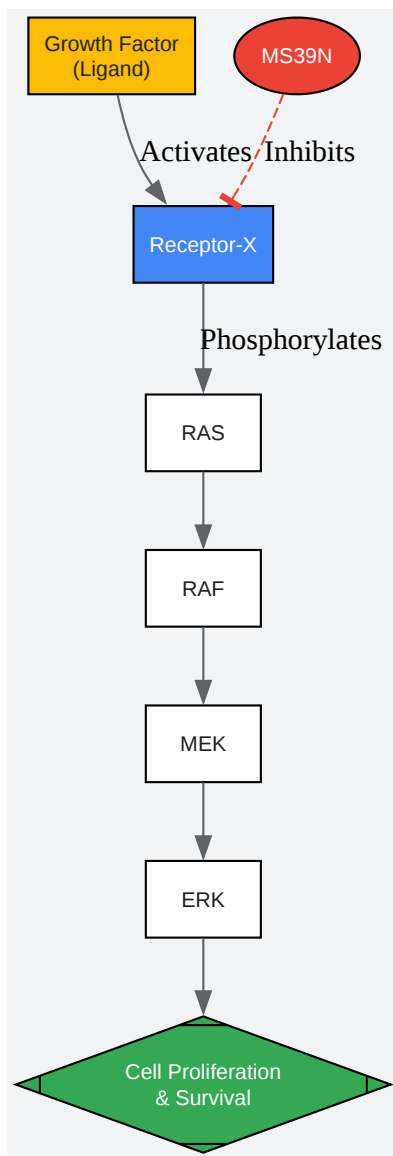 Growth Factor
(Ligand)
MS39N
Activates
Inhibits
Receptor-X
Phosphorylates
RAS
RAF
MEK
ERK
Cell Proliferation
& Survival